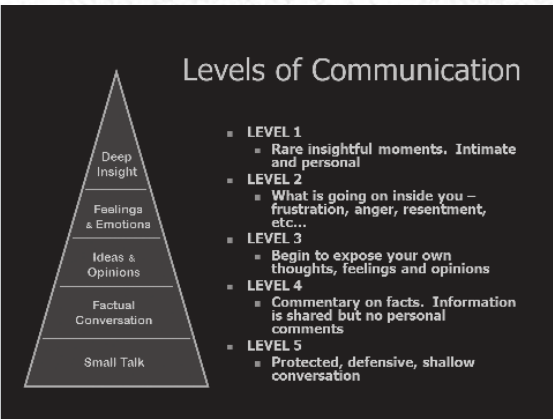 Levels of Communication
Deep
Insight
Feelings
& Emotions
Ideas &
Opinions
Factual
Conversation
Small Talk
LEVEL 1
Rare insightful moments. Intimate
and personal
LEVEL 2
What is going on inside you –
frustration, anger, resentment,
etc...
LEVEL 3
Begin to expose your own
thoughts, feelings and opinions
LEVEL 4
Commentary on facts. Information
is shared but no personal
comments
LEVEL 5
Protected, defensive, shallow
conversation